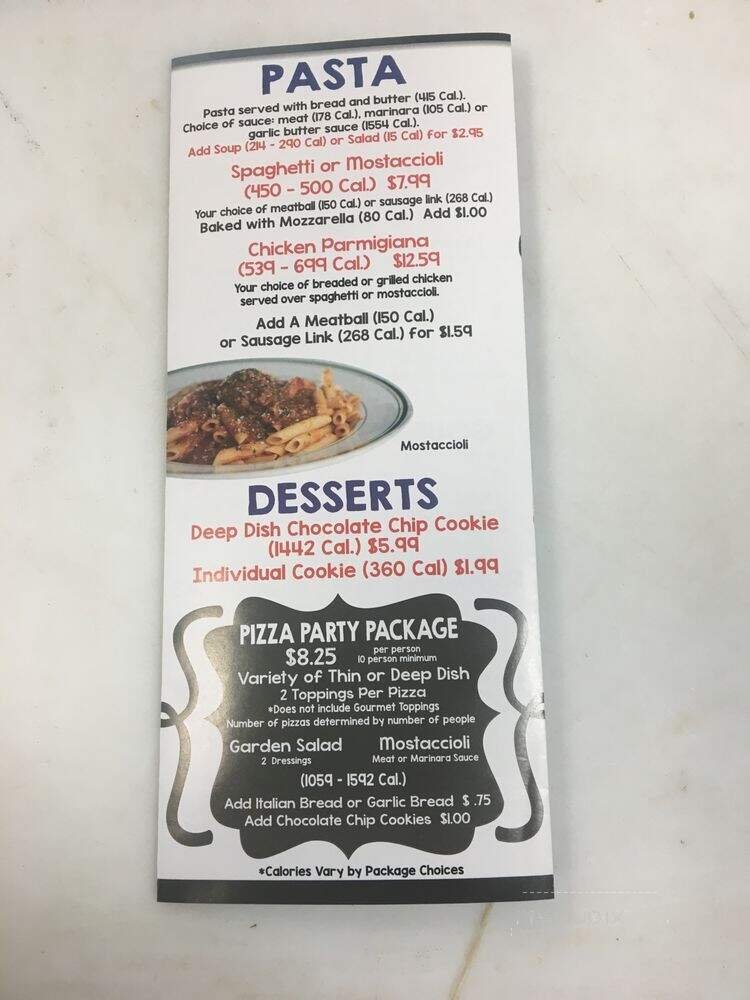 PASTA
Pasta served with bread and butter (415 Cal.).
Choice of sauce: meat (178 Cal.), marinara (105 Cal.) or
garlic butter sauce (1554 Cal.).
Add Soup (214 - 290 Cal) or Salad (15 Cal) for $2.95
Spaghetti or Mostaccioli
(450 - 500 Cal.) $7.99
Your choice of meatball (150 Cal.) or sausage link (268 Cal.)
Baked with Mozzarella (80 Cal.) Add $1.00
Chicken Parmigiana
(539 - 699 Cal.) $12.59
Your choice of breaded or grilled chicken
served over spaghetti or mostaccioli.
Add A Meatball (150 Cal.)
or Sausage Link (268 Cal.) for $1.59
Mostaccioli
DESSERTS
Deep Dish Chocolate Chip Cookie
(1442 Cal.) $5.99
Individual Cookie (360 Cal) $1.99
PIZZA PARTY PACKAGE
$8.25 per person
10 person minimum
Variety of Thin or Deep Dish
2 Toppings Per Pizza
*Does not include Gourmet Toppings
Number of pizzas determined by number of people
Garden Salad Mostaccioli
2 Dressings Meat or Marinara Sauce
(1059 - 1592 Cal.)
Add Italian Bread or Garlic Bread $ .75
Add Chocolate Chip Cookies $1.00
*Calories Vary by Package Choices